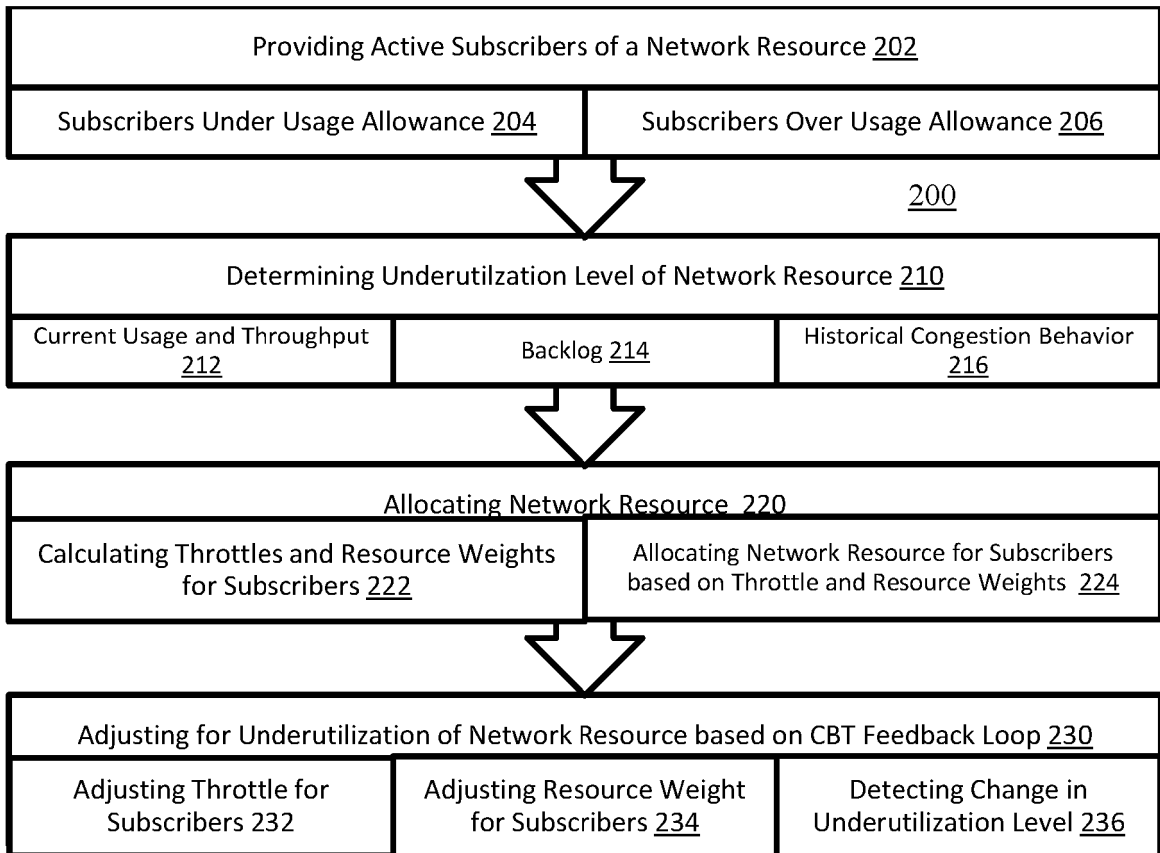 Providing Active Subscribers of a Network Resource 202
Subscribers Under Usage Allowance 204
Subscribers Over Usage Allowance 206
200
Determining Underutilzation Level of Network Resource 210
Current Usage and Throughput
212
Backlog 214
Historical Congestion Behavior
216
Allocating Network Resource 220
Calculating Throttles and Resource Weights
for Subscribers 222
Allocating Network Resource for Subscribers
based on Throttle and Resource Weights 224
Adjusting for Underutilization of Network Resource based on CBT Feedback Loop 230
Adjusting Throttle for
Subscribers 232
Adjusting Resource Weight
for Subscribers 234
Detecting Change in
Underutilization Level 236